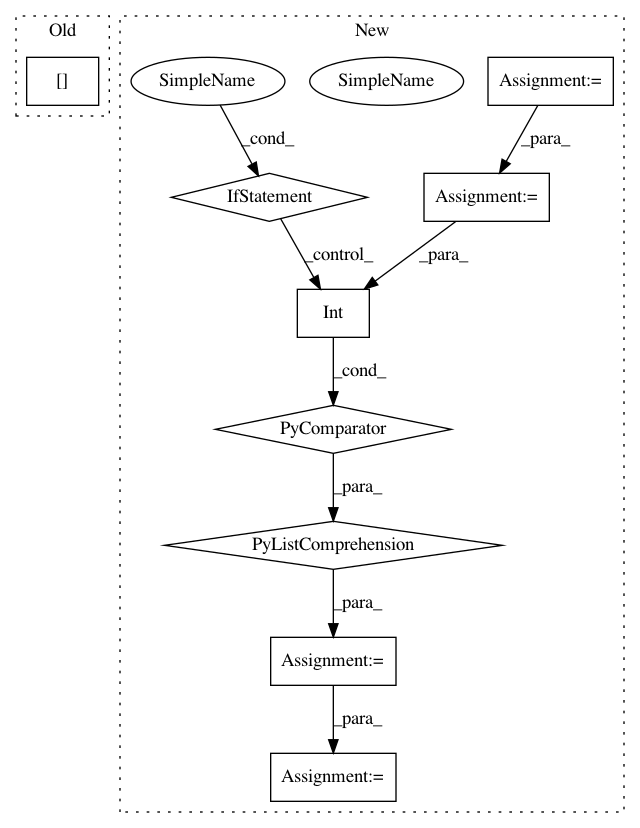 Old
New
[]
SimpleName
SimpleName
Assignment:=
_cond_
_para_
IfStatement
Assignment:=
_control_
_para_
Int
_cond_
PyComparator
_para_
PyListComprehension
_para_
Assignment:=
_para_
Assignment:=